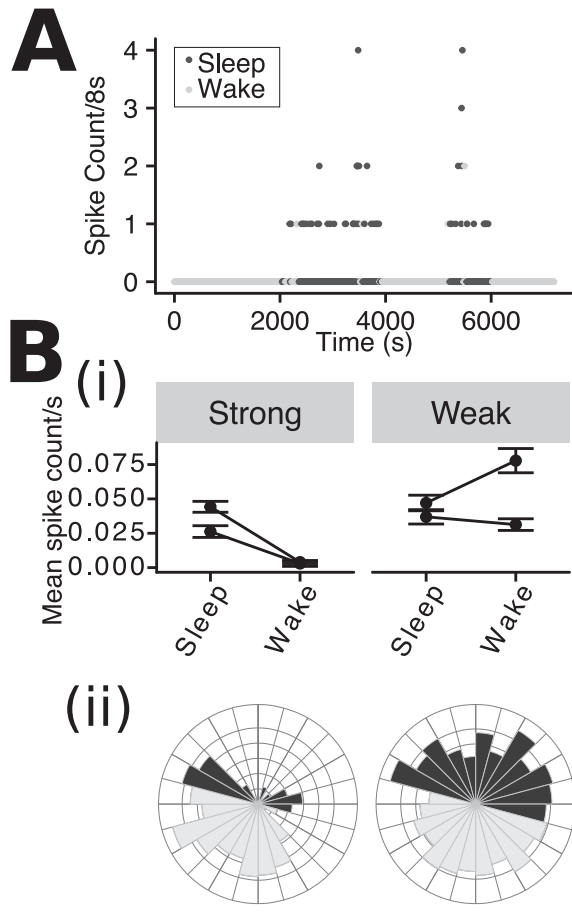 A
Spike Count/8s
4
3
2
1
0
Sleep
Wake
0 2000 4000 6000
Time (s)
B
(i)
Strong Weak
Mean spike count/s
0.075
0.050
0.025
0.000
Sleep Wake Sleep Wake
(ii)